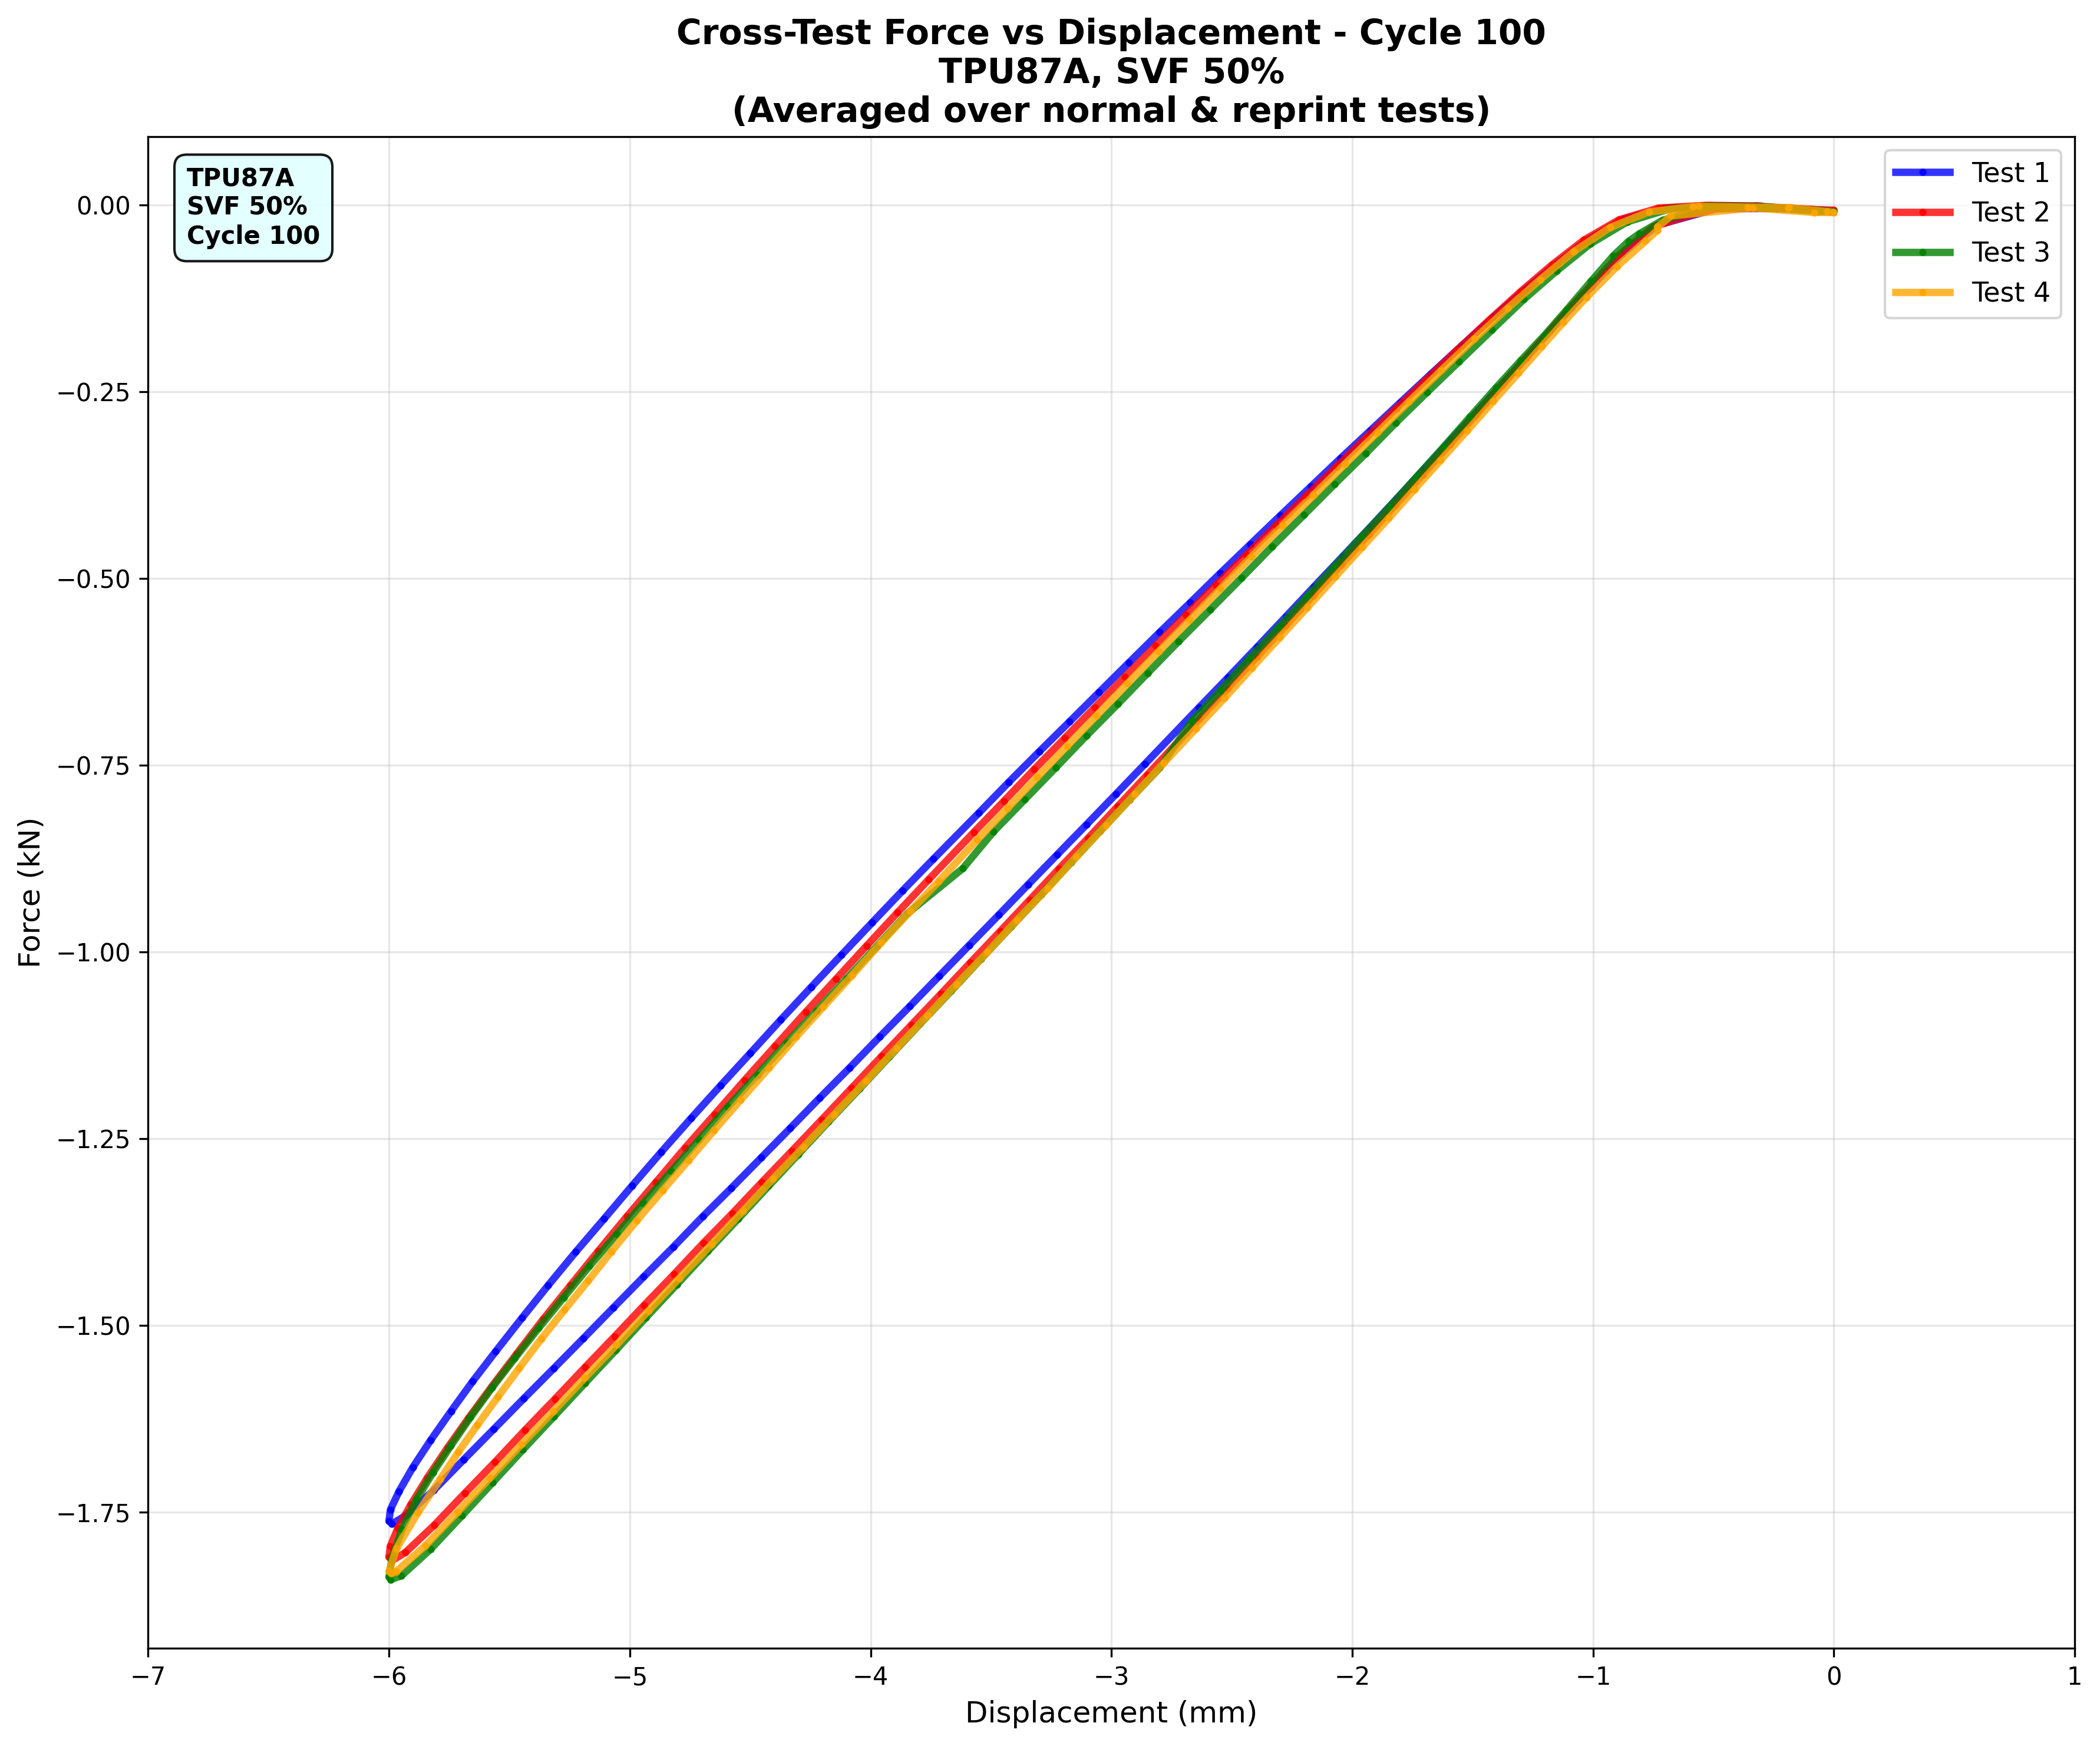 Cross-Test Force vs Displacement - Cycle 100
TPU87A, SVF 50%
(Averaged over normal & reprint tests)
TPU87A
SVF 50%
Cycle 100
Test 1
Test 2
Test 3
Test 4
0.00
−0.25
−0.50
−0.75
−1.00
−1.25
−1.50
−1.75
Force (kN)
−7
−6
−5
−4
−3
−2
−1
0
1
Displacement (mm)